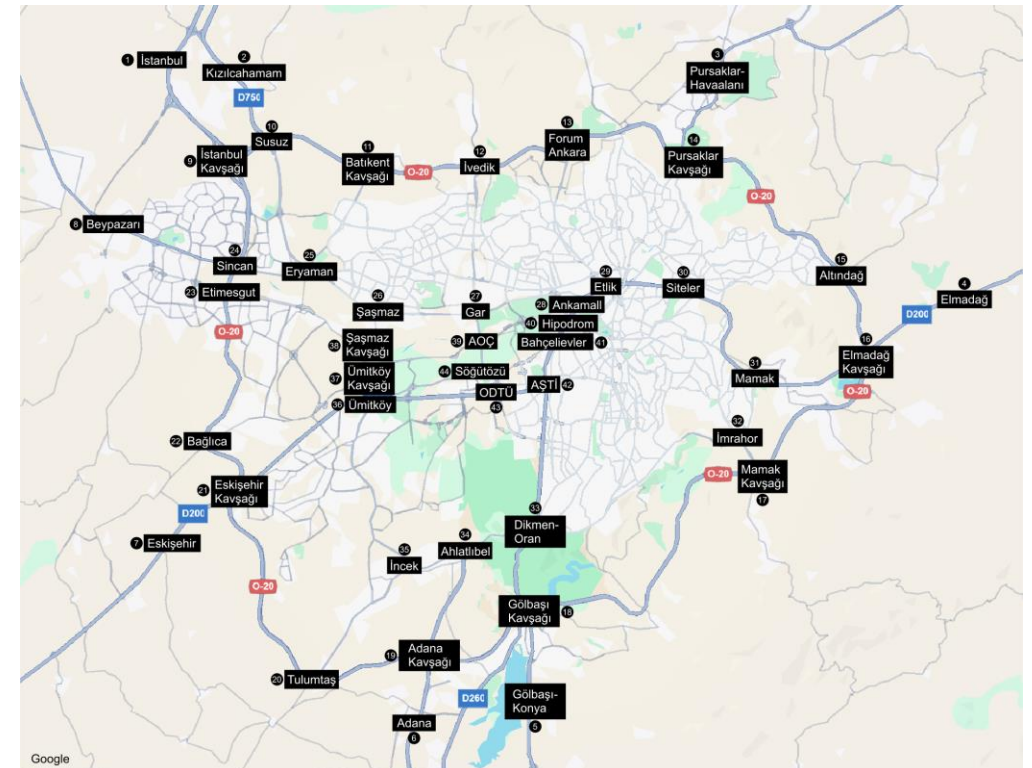 1 İstanbul
2
Kızılcahamam
3
Pursaklar-
Havaalanı
D750
10
Susuz
13
Forum
Ankara
14
Pursaklar
Kavşağı
9 İstanbul
Kavşağı
11
Batıkent
Kavşağı
O-20
12
İvedik
O-20
8 Beypazarı
24
Sincan
25
Eryaman
29
Etlik
30
Siteler
15
Altındağ
4
Elmadağ
23 Etimesgut
26
Şaşmaz
27
Gar
28 Ankamall
40 Hipodrom
D200
O-20
38 Şaşmaz
Kavşağı
39 AOÇ
Bahçelievler 41
16
Elmadağ
Kavşağı
37 Ümitköy
Kavşağı
44 Söğütözü
31
Mamak
36 Ümitköy
ODTÜ
43
AŞTİ 42
O-20
32
İmrahor
22 Bağlıca
21 Eskişehir
Kavşağı
O-20
Mamak
Kavşağı
17
D200
7 Eskişehir
33
Dikmen-
Oran
34
Ahlatlıbel
35
İncek
O-20
Gölbaşı
Kavşağı 18
19 Adana
Kavşağı
20 Tulumtaş
D260
Gölbaşı-
Konya
5
Adana
6
Google